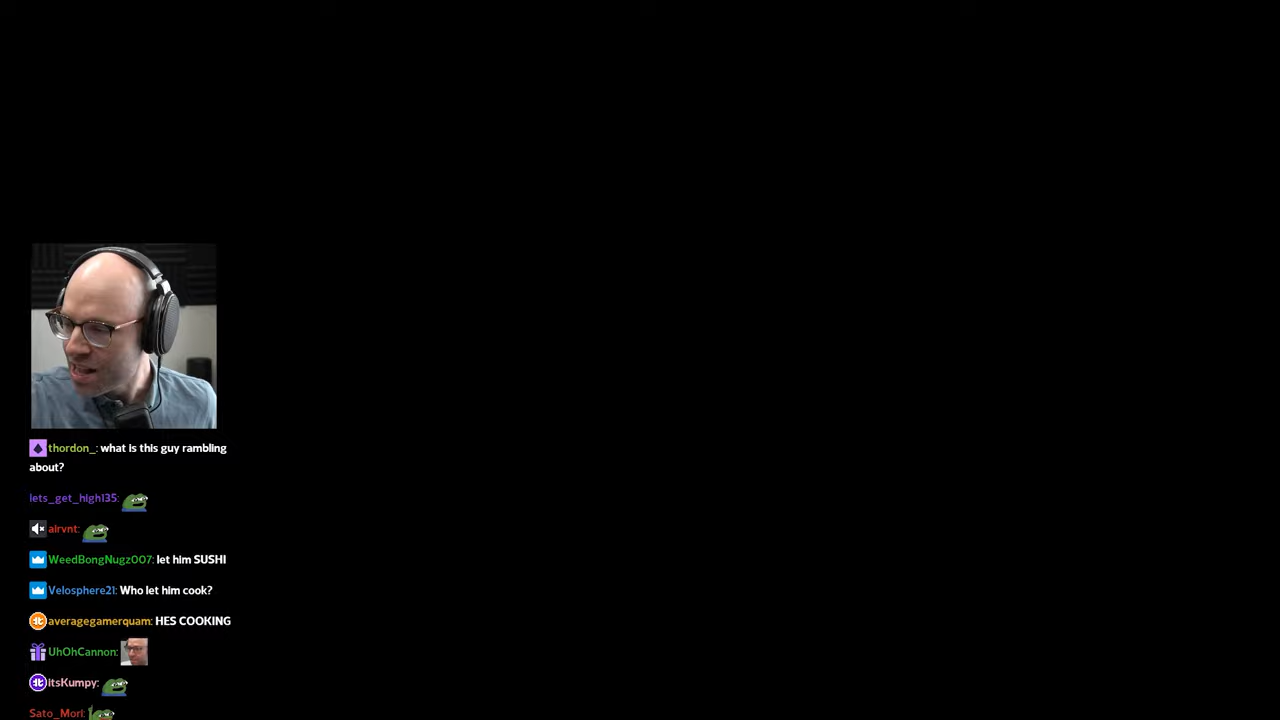 thordon_: what is this guy rambling
about?
lets_get_high135:
airvnt:
WeedBongNugz007: let him SUSHI
Velosphere21: Who let him cook?
averagegamerquam: HES COOKING
UhOhCannon:
itsKumpy:
Sato_Mori: